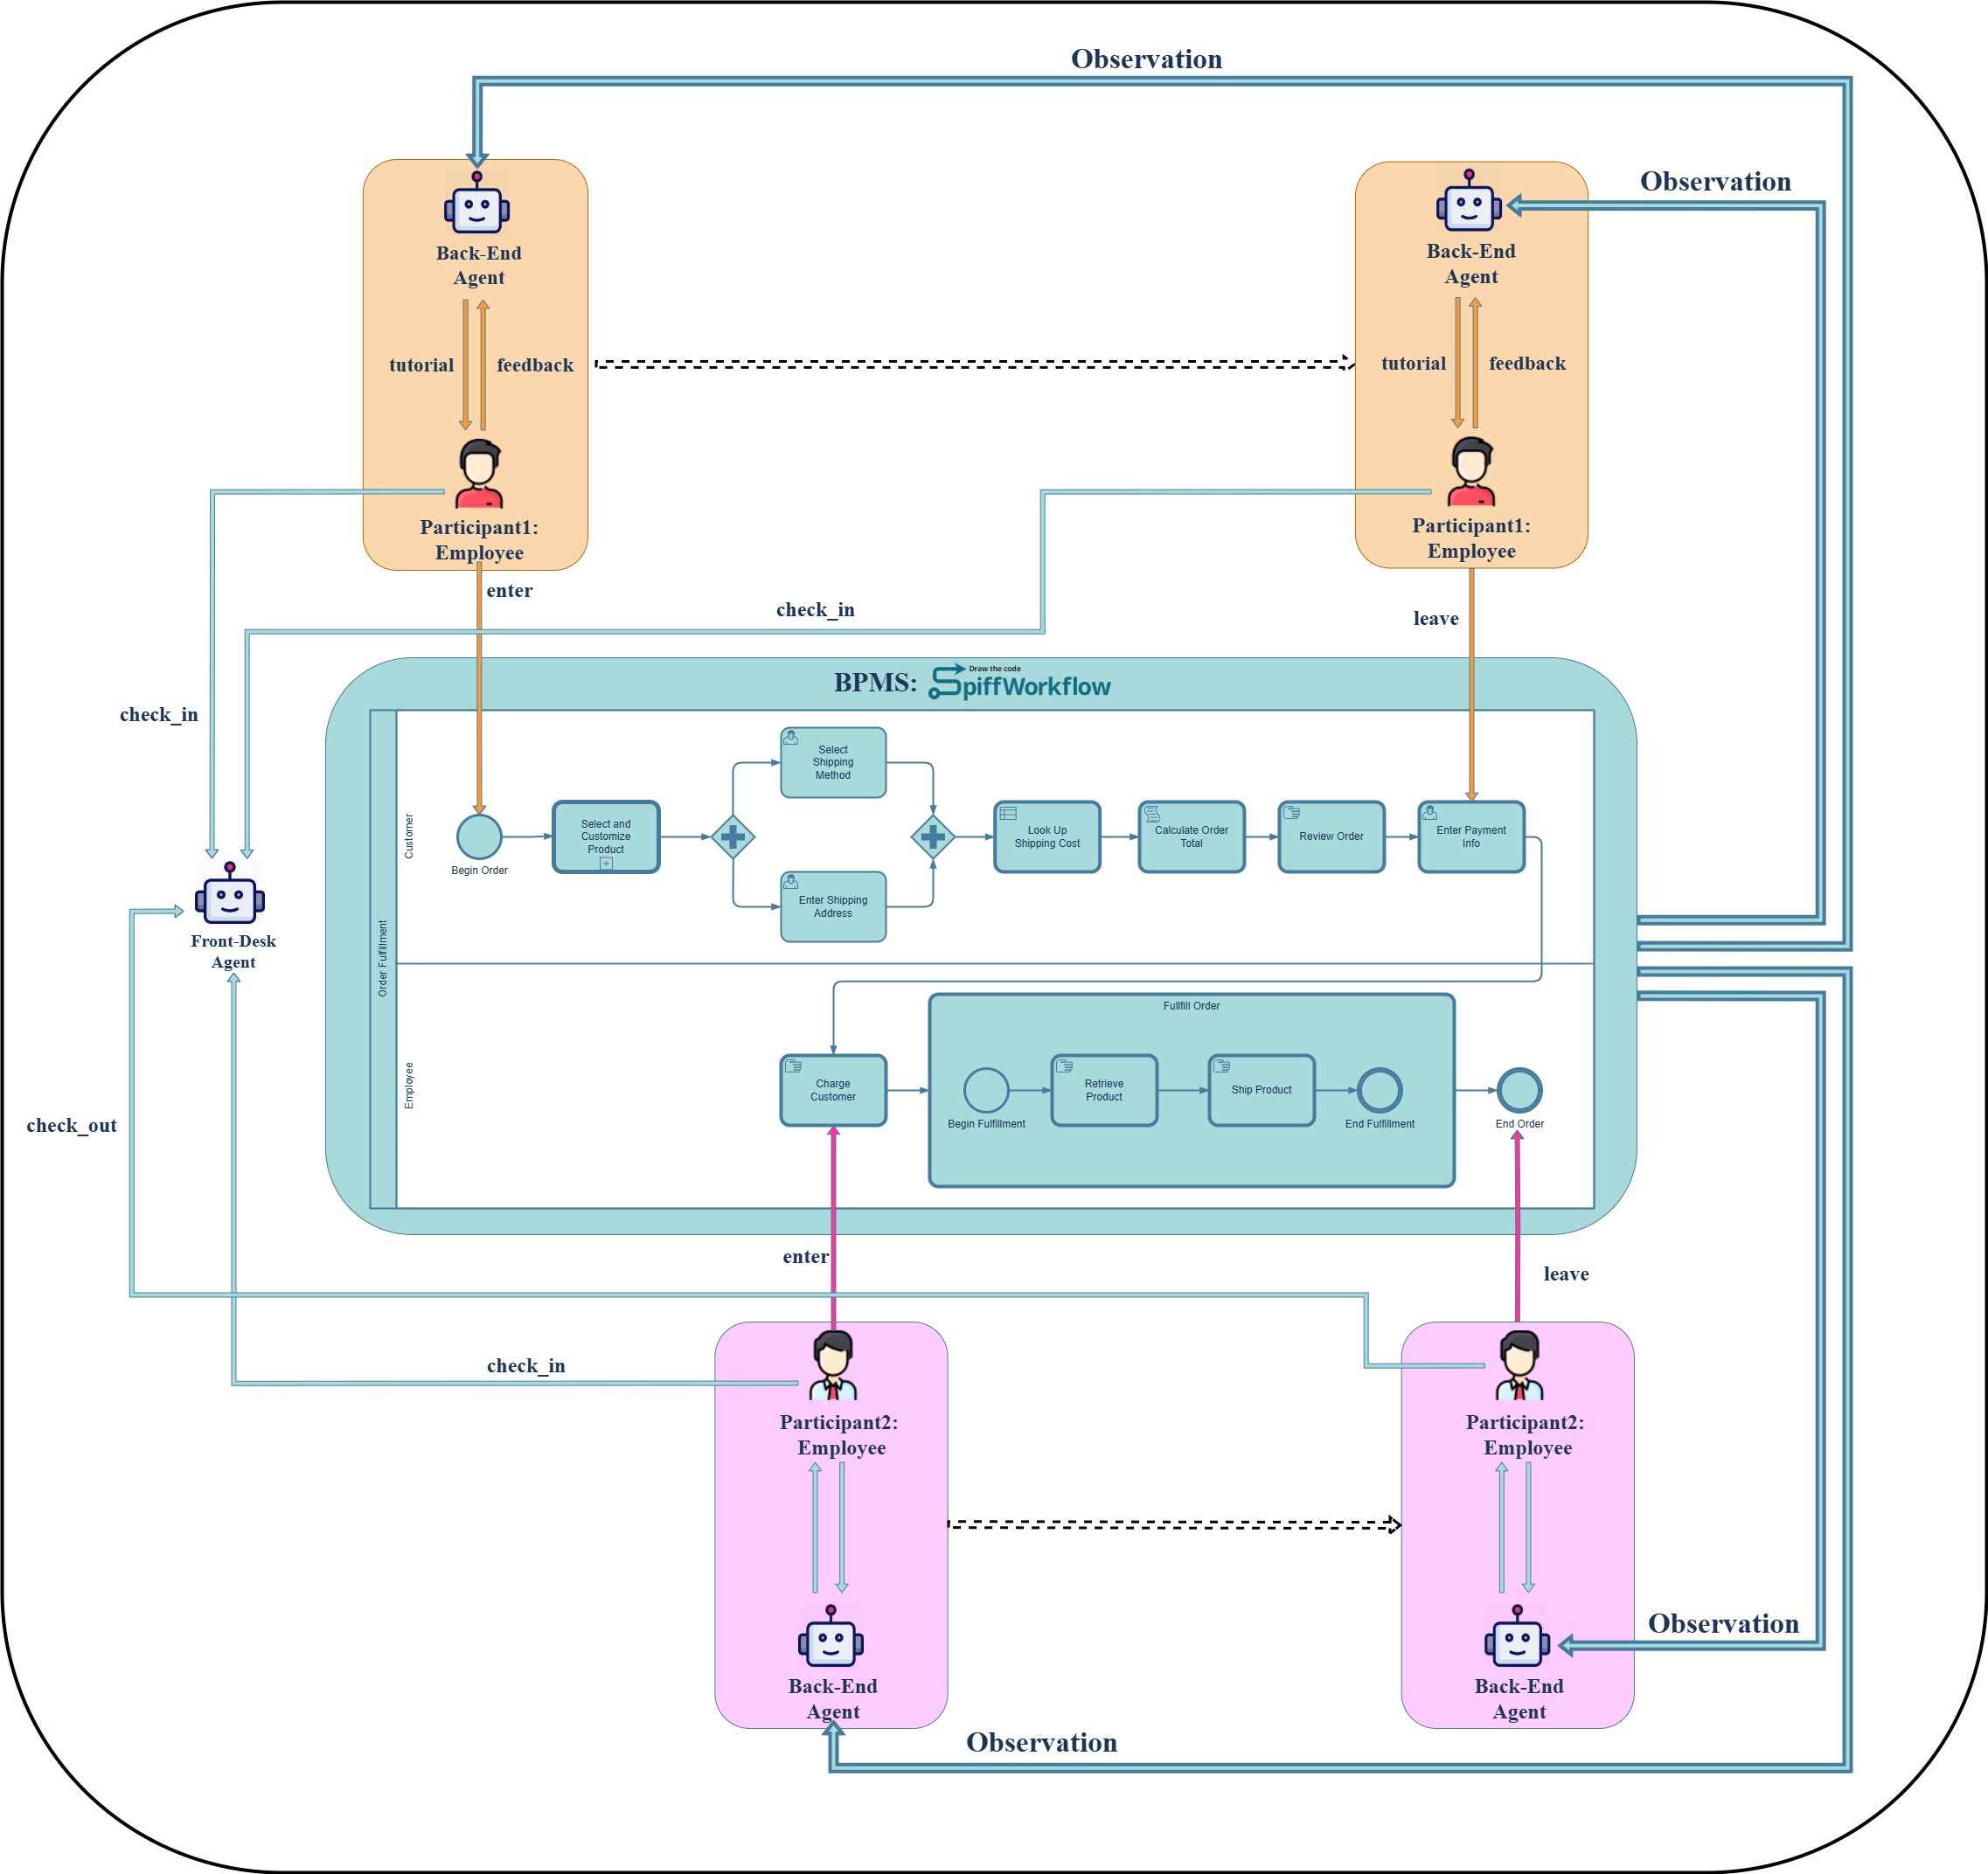 Observation
Observation
Back-End
Agent
tutorial
feedback
Participant1:
Employee
Back-End
Agent
tutorial
feedback
Participant1:
Employee
enter
check_in
leave
check_in
BPMS:
Draw the code
SpiffWorkflow
Order Fulfillment
Customer
Begin Order
Select and
Customize
Product
Select
Shipping
Method
Enter Shipping
Address
Look Up
Shipping Cost
Calculate Order
Total
Review Order
Enter Payment
Info
Front-Desk
Agent
Employee
Charge
Customer
Fullfill Order
Begin Fulfillment
Retrieve
Product
Ship Product
End Fulfillment
End Order
check_out
enter
leave
check_in
Participant2:
Employee
Back-End
Agent
Participant2:
Employee
Back-End
Agent
Observation
Observation